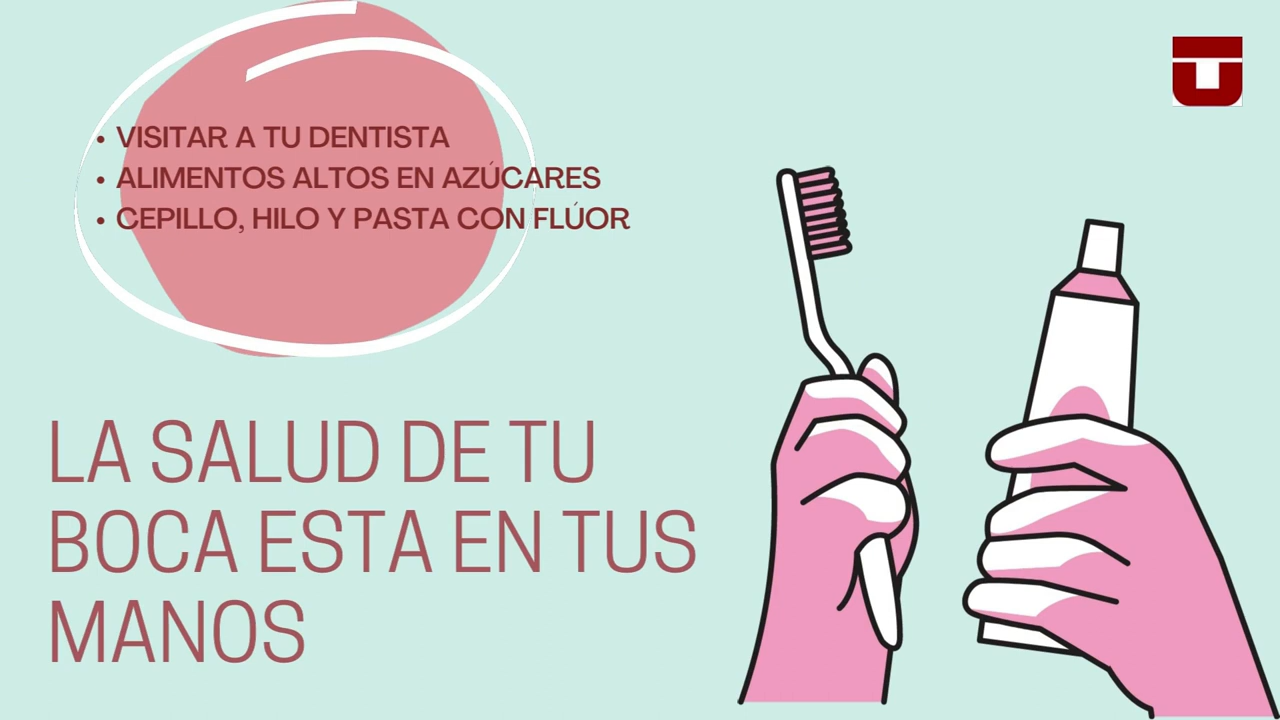 • VISITAR A TU DENTISTA
• ALIMENTOS ALTOS EN AZÚCARES
• CEPILLO, HILO Y PASTA CON FLÚOR
LA SALUD DE TU
BOCA ESTA EN TUS
MANOS